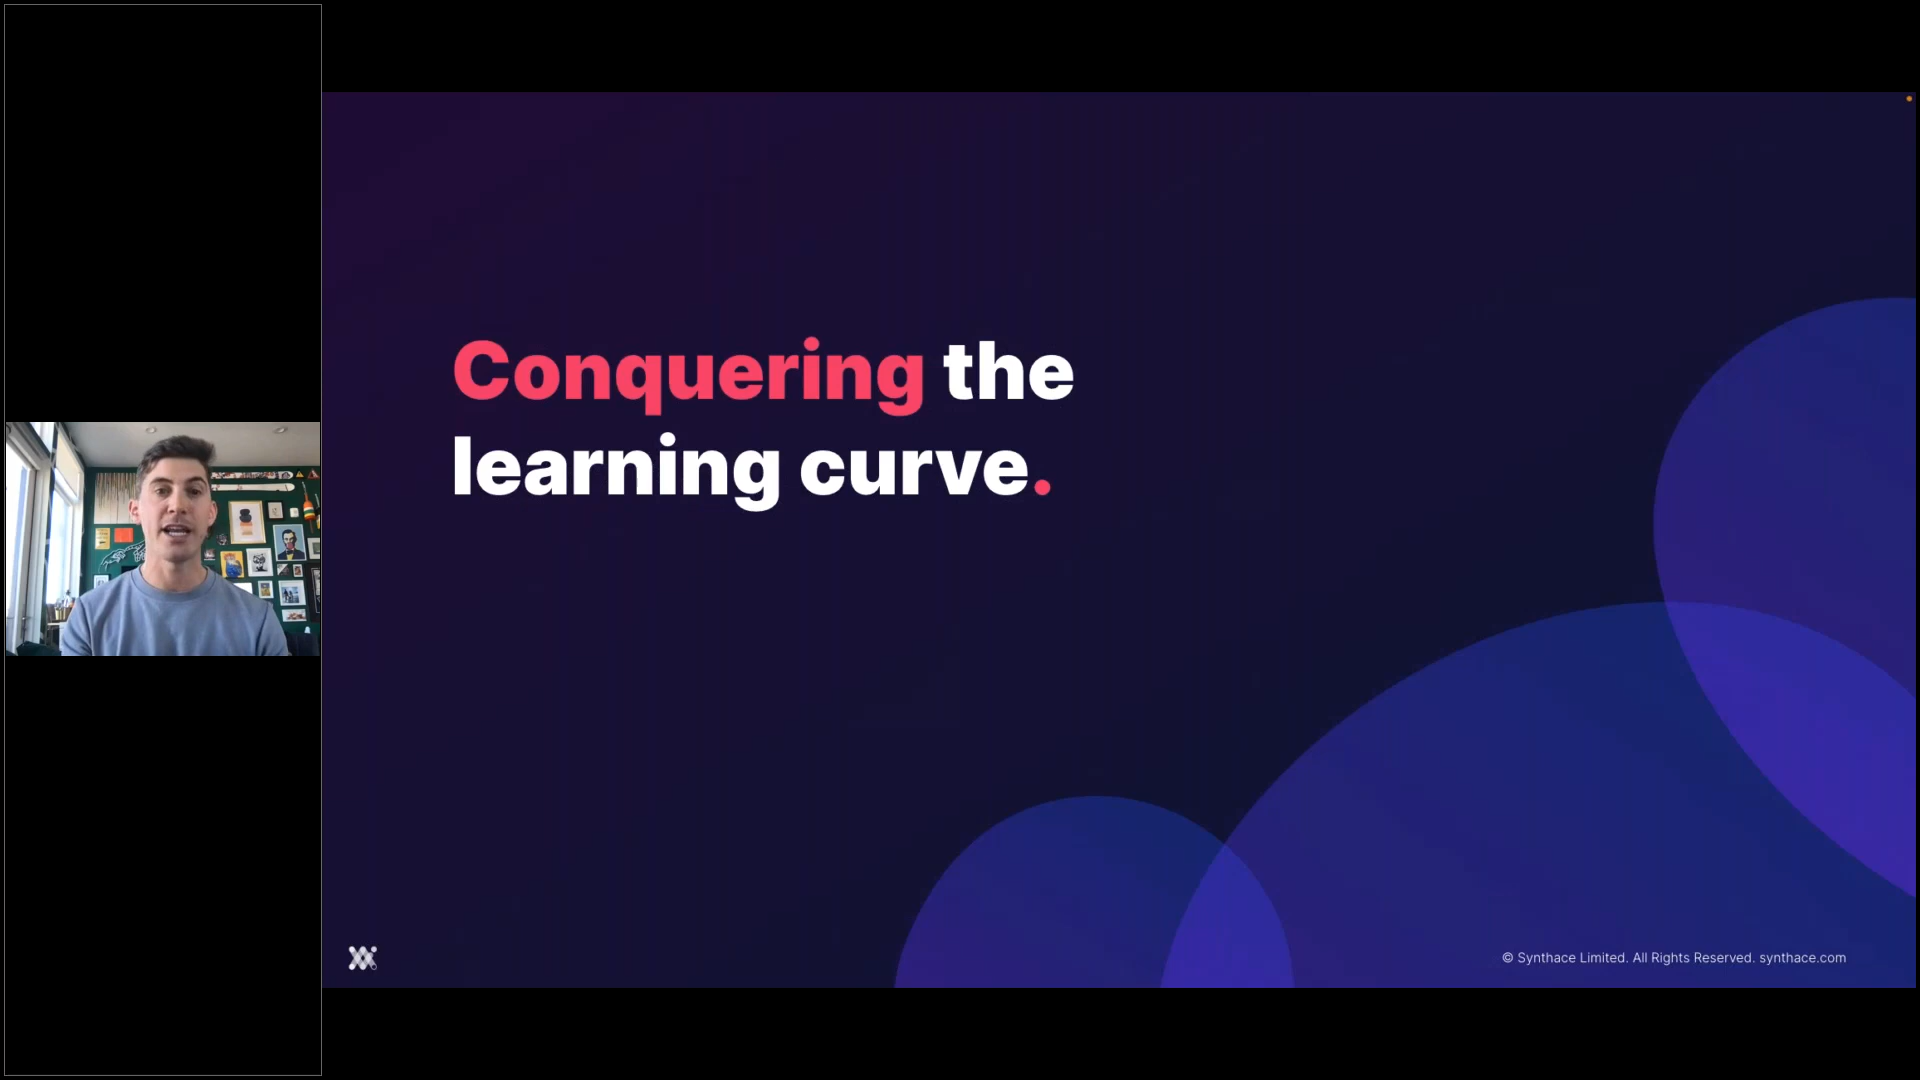 Conquering the
learning curve.
© Synthace Limited. All Rights Reserved. synthace.com